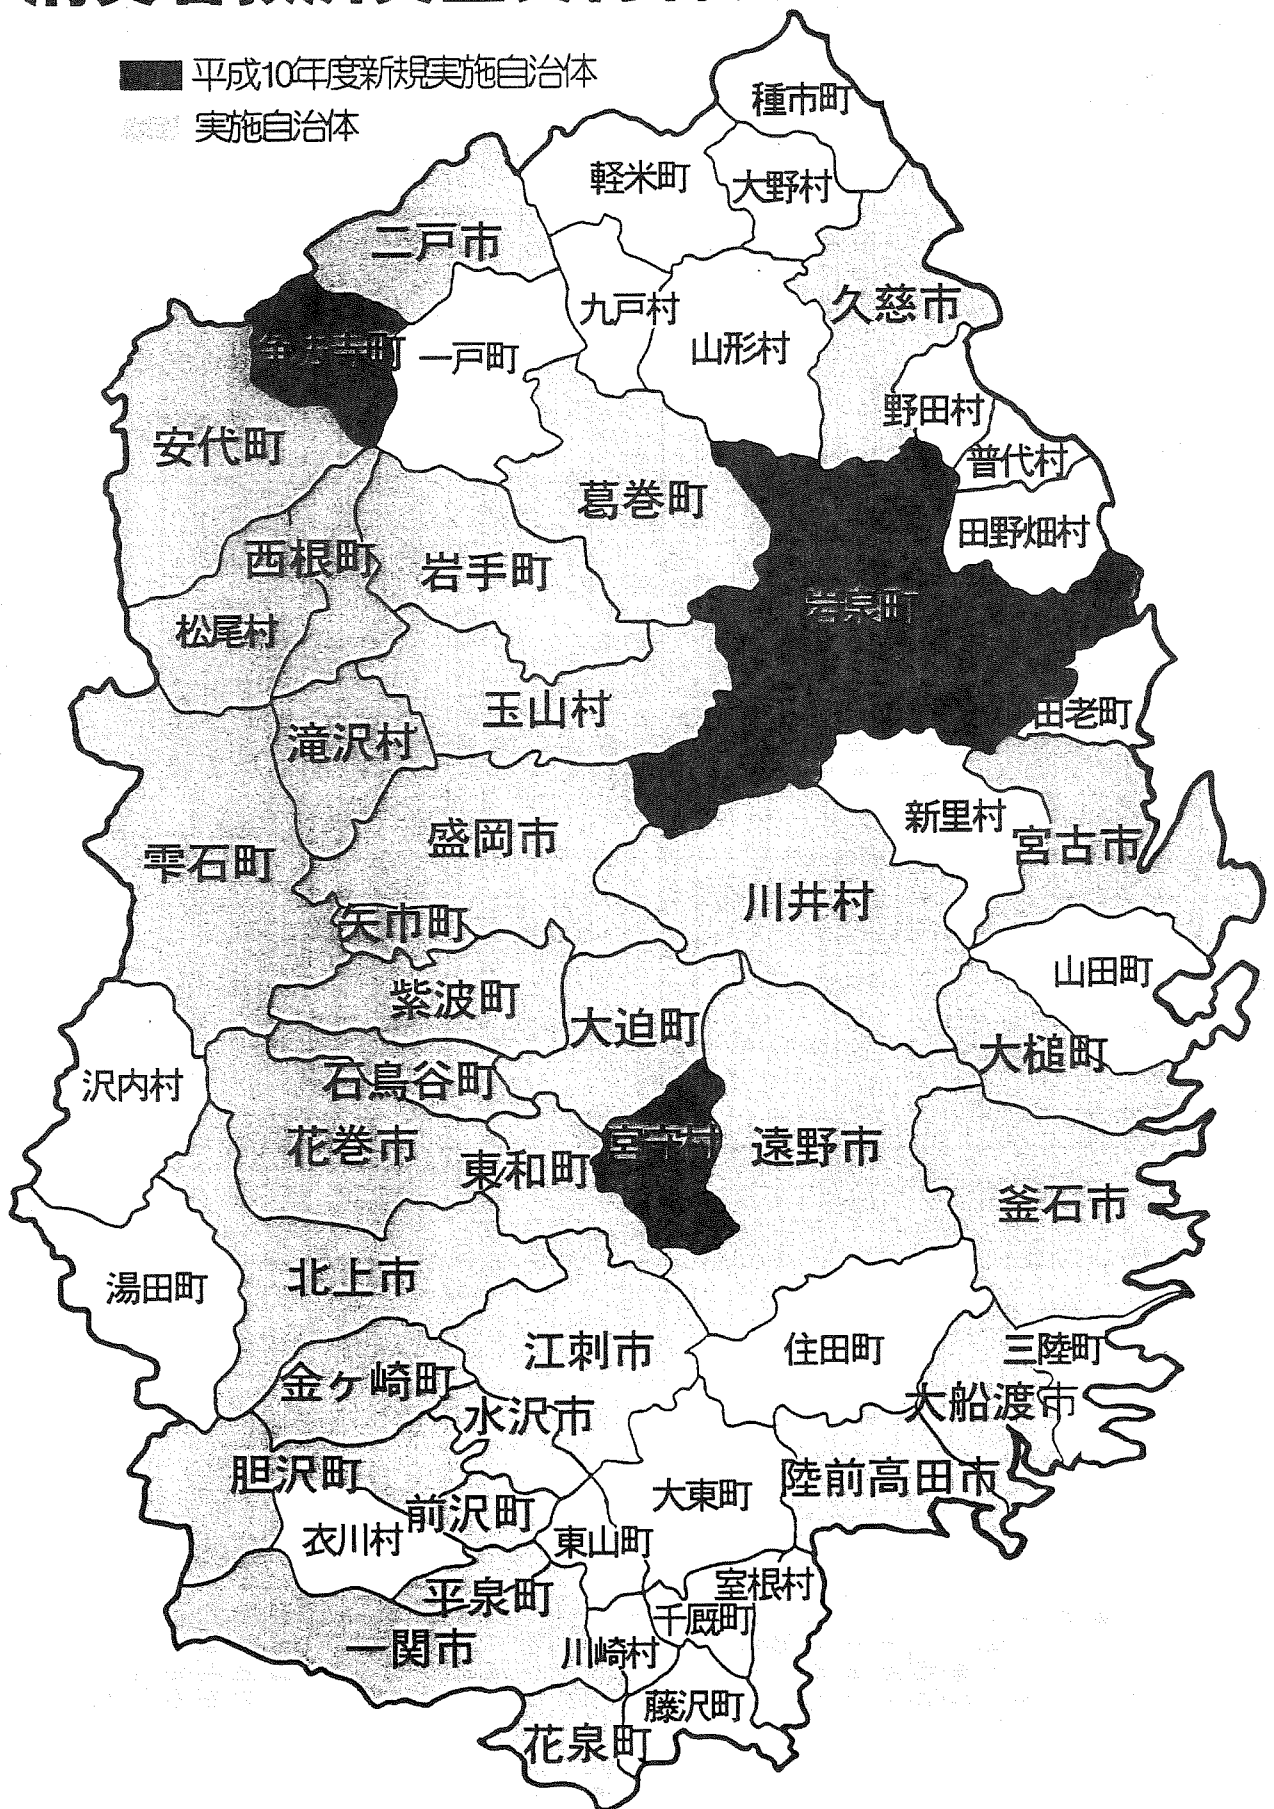 平成10年度新規実施自治体
実施自治体
種市町
軽米町
大野村
二戸市
九戸村
久慈市
浄法寺町
一戸町
山形村
野田村
安代町
普代村
葛巻町
田野畑村
西根町
岩手町
岩泉町
松尾村
玉山村
田老町
滝沢村
新里村
盛岡市
宮古市
雫石町
川井村
矢巾町
山田町
紫波町
大迫町
大槌町
沢内村
石鳥谷町
花巻市
東和町
宮守村
遠野市
釜石市
湯田町
北上市
江刺市
住田町
三陸町
金ヶ崎町
水沢市
大船渡市
胆沢町
大東町
陸前高田市
前沢町
衣川村
東山町
平泉町
室根村
千厩町
一関市
川崎村
藤沢町
花泉町